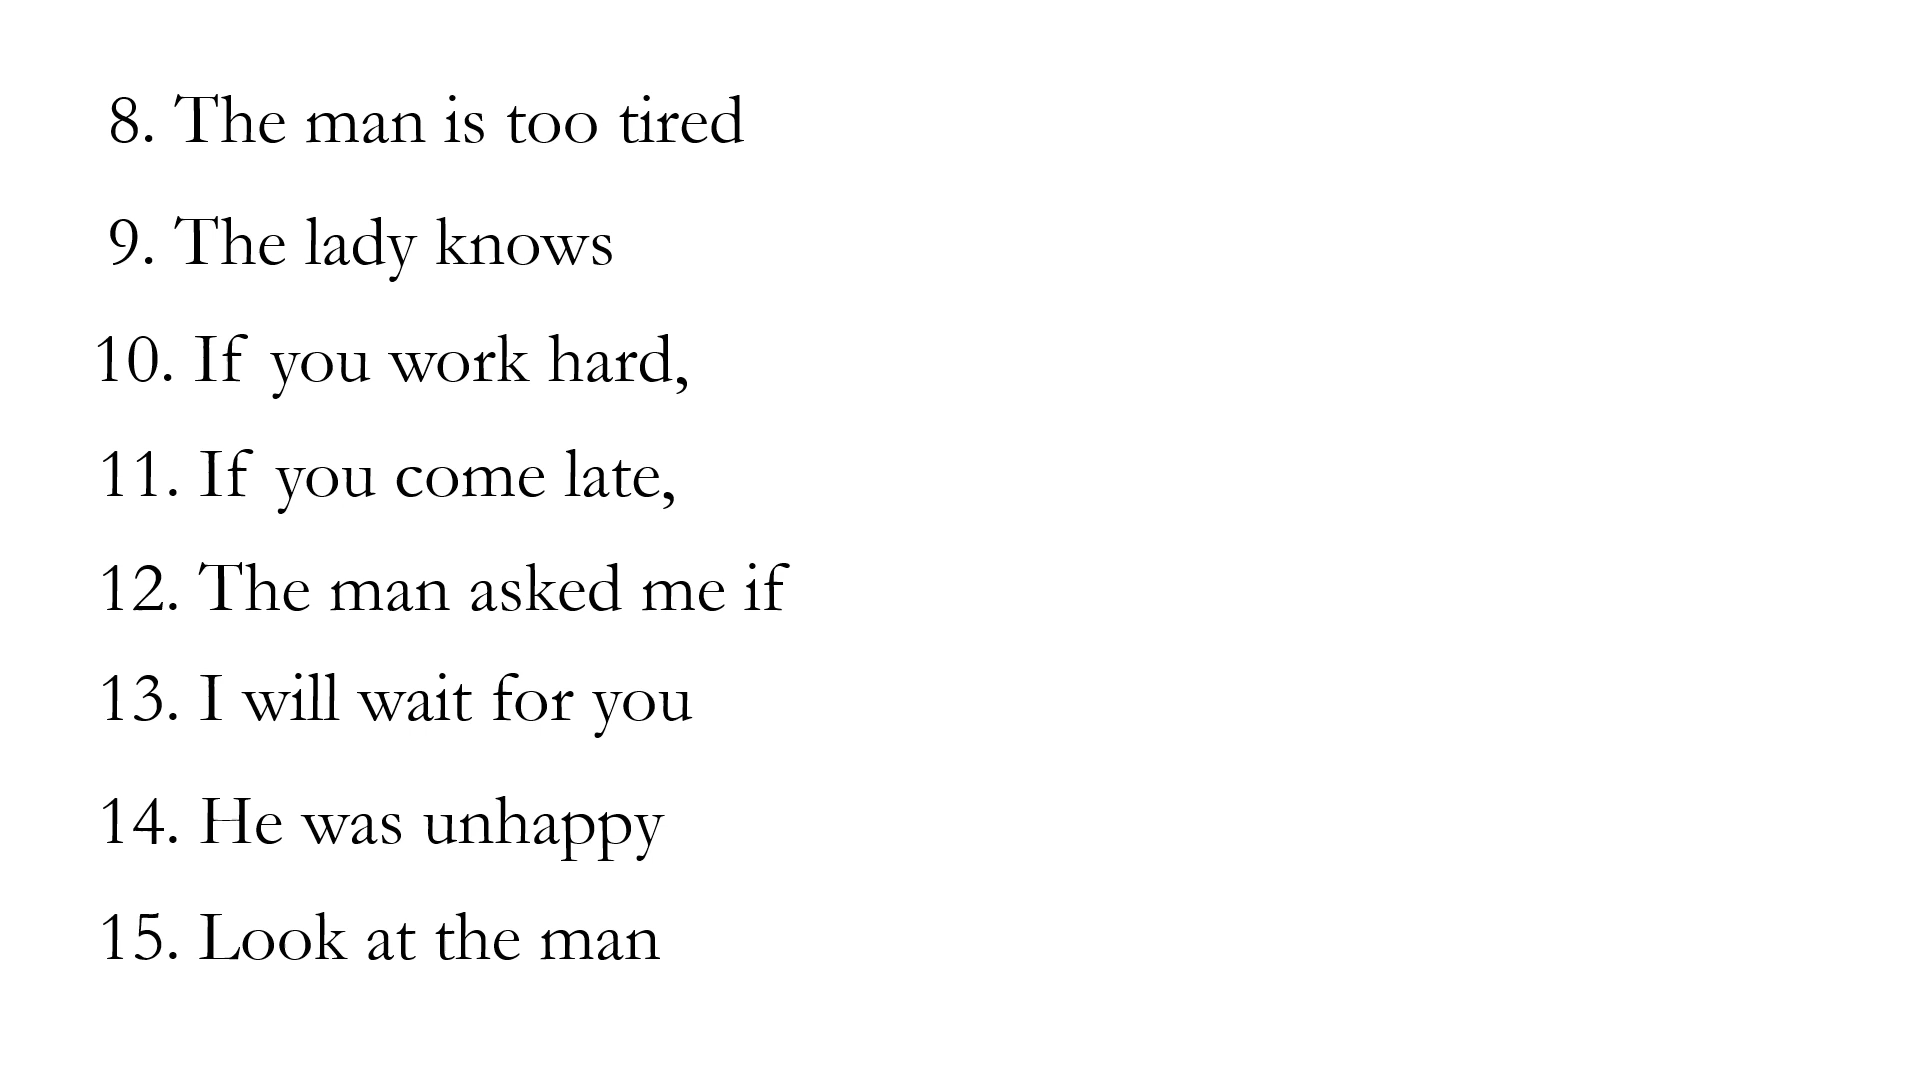 8. The man is too tired
9. The lady knows
10. If you work hard,
11. If you come late,
12. The man asked me if
13. I will wait for you
14. He was unhappy
15. Look at the man